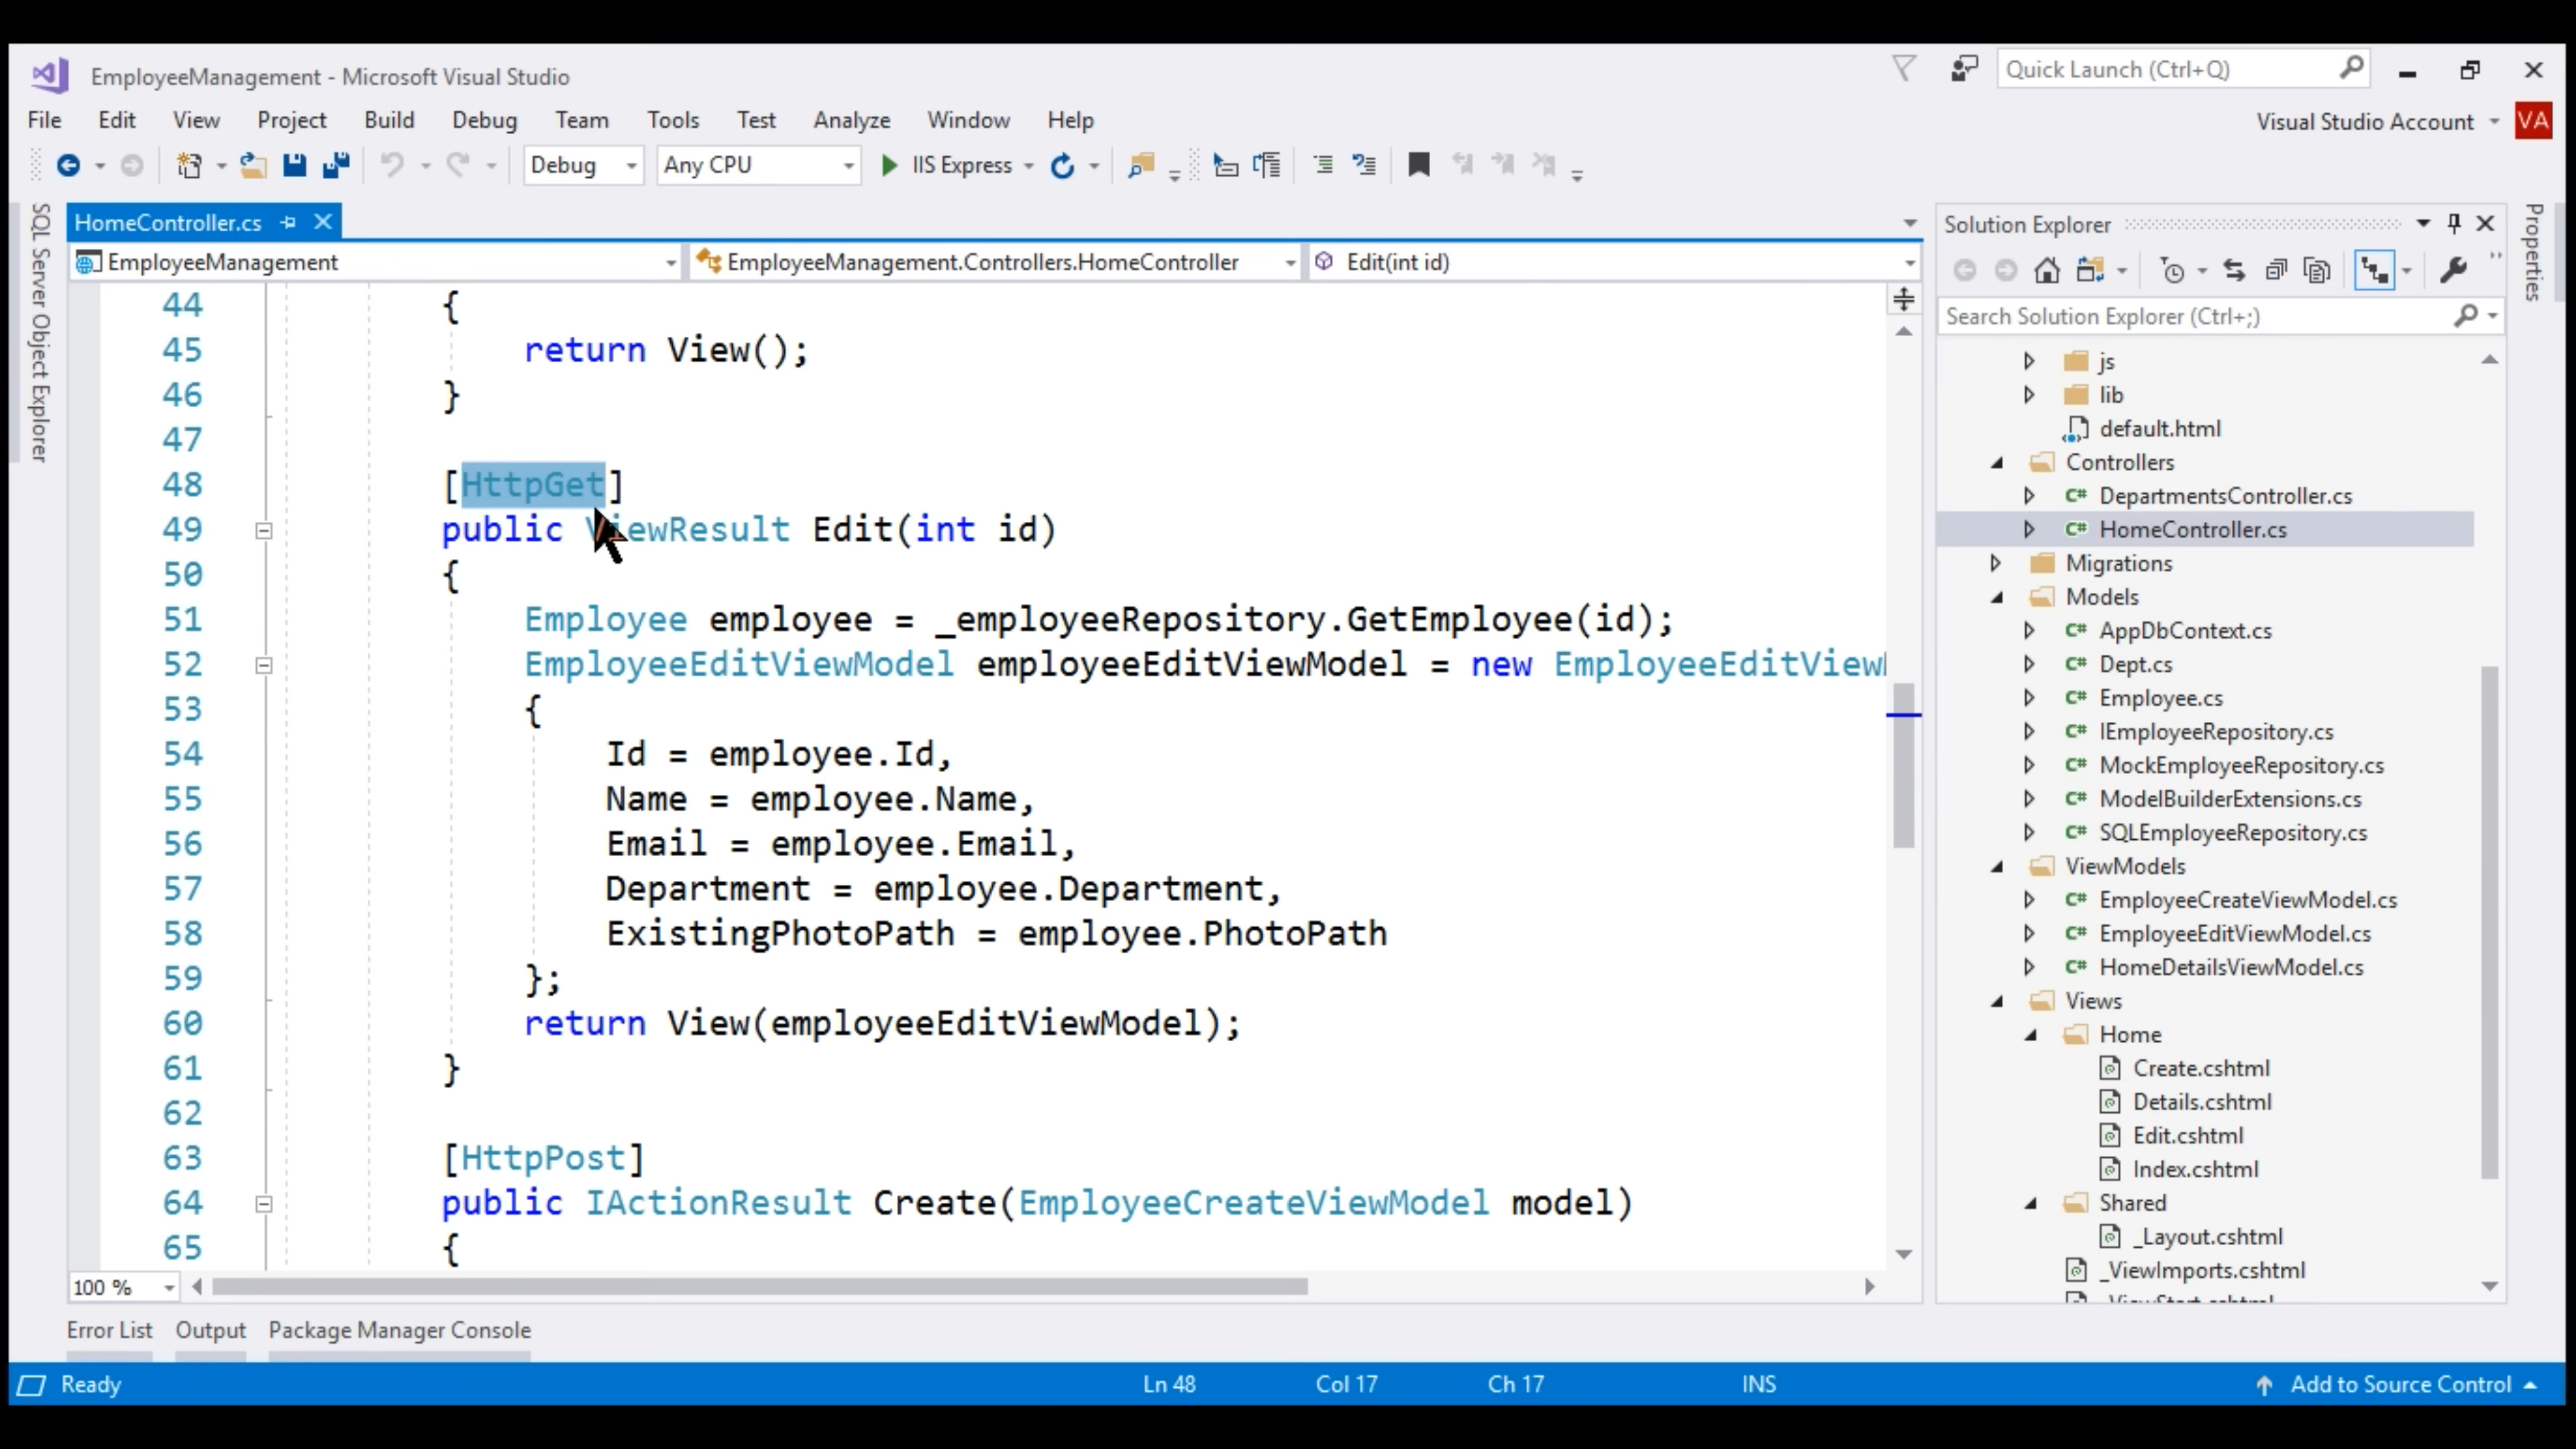 EmployeeManagement - Microsoft Visual Studio
Quick Launch (Ctrl+Q)
File Edit View Project Build Debug Team Tools Test Analyze Window Help
Visual Studio Account VA
Debug Any CPU IIS Express
SQL Server Object Explorer
HomeController.cs
EmployeeManagement EmployeeManagement.Controllers.HomeController Edit(int id)
44 {
45 return View();
46 }
47
48 [HttpGet]
49 public ViewResult Edit(int id)
50 {
51 Employee employee = _employeeRepository.GetEmployee(id);
52 EmployeeEditViewModel employeeEditViewModel = new EmployeeEditView
53 {
54 Id = employee.Id,
55 Name = employee.Name,
56 Email = employee.Email,
57 Department = employee.Department,
58 ExistingPhotoPath = employee.PhotoPath
59 };
60 return View(employeeEditViewModel);
61 }
62
63 [HttpPost]
64 public IActionResult Create(EmployeeCreateViewModel model)
65 {
100 %
Solution Explorer
Search Solution Explorer (Ctrl+;)
js
lib
default.html
Controllers
C# DepartmentsController.cs
C# HomeController.cs
Migrations
Models
C# AppDbContext.cs
C# Dept.cs
C# Employee.cs
C# IEmployeeRepository.cs
C# MockEmployeeRepository.cs
C# ModelBuilderExtensions.cs
C# SQLEmployeeRepository.cs
ViewModels
C# EmployeeCreateViewModel.cs
C# EmployeeEditViewModel.cs
C# HomeDetailsViewModel.cs
Views
Home
Create.cshtml
Details.cshtml
Edit.cshtml
Index.cshtml
Shared
_Layout.cshtml
_ViewImports.cshtml
Properties
Error List Output Package Manager Console
Ready Ln 48 Col 17 Ch 17 INS Add to Source Control